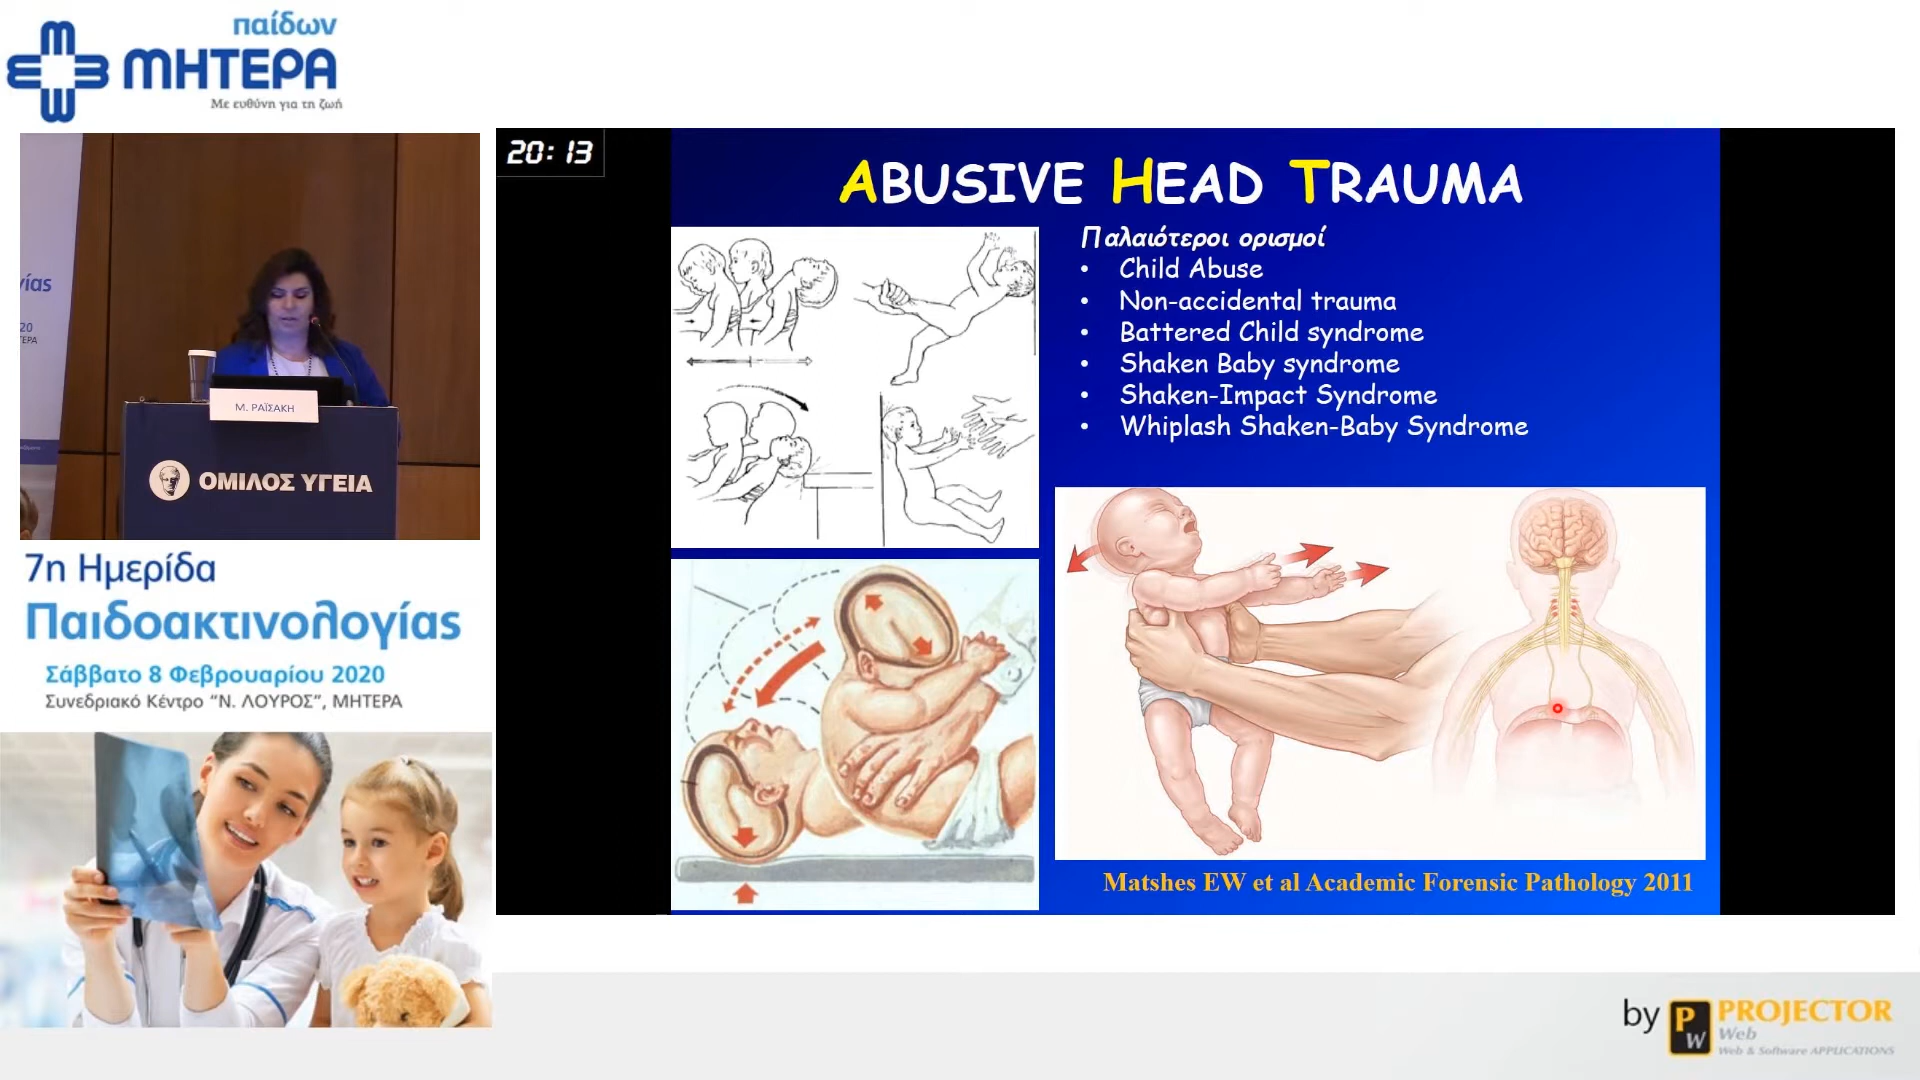 παίδων
ΜΗΤΕΡΑ
Με ευθύνη για τη ζωή
20:13
ABUSIVE HEAD TRAUMA
Παλαιότεροι ορισμοί
• Child Abuse
• Non-accidental trauma
• Battered Child syndrome
• Shaken Baby syndrome
• Shaken-Impact Syndrome
• Whiplash Shaken-Baby Syndrome
Matshes EW et al Academic Forensic Pathology 2011
Μ. ΡΑΪΣΑΚΗ
ΟΜΙΛΟΣ ΥΓΕΙΑ
7η Ημερίδα
Παιδοακτινολογίας
Σάββατο 8 Φεβρουαρίου 2020
Συνεδριακό Κέντρο “Ν. ΛΟΥΡΟΣ”, ΜΗΤΕΡΑ
by PW PROJECTOR
Web
Web & Software APPLICATIONS